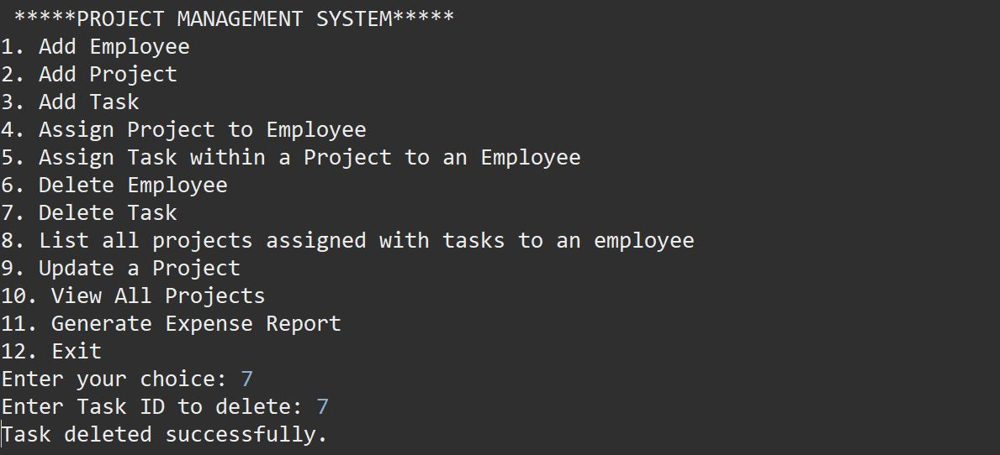 *****PROJECT MANAGEMENT SYSTEM*****
1. Add Employee
2. Add Project
3. Add Task
4. Assign Project to Employee
5. Assign Task within a Project to an Employee
6. Delete Employee
7. Delete Task
8. List all projects assigned with tasks to an employee
9. Update a Project
10. View All Projects
11. Generate Expense Report
12. Exit
Enter your choice: 7
Enter Task ID to delete: 7
Task deleted successfully.